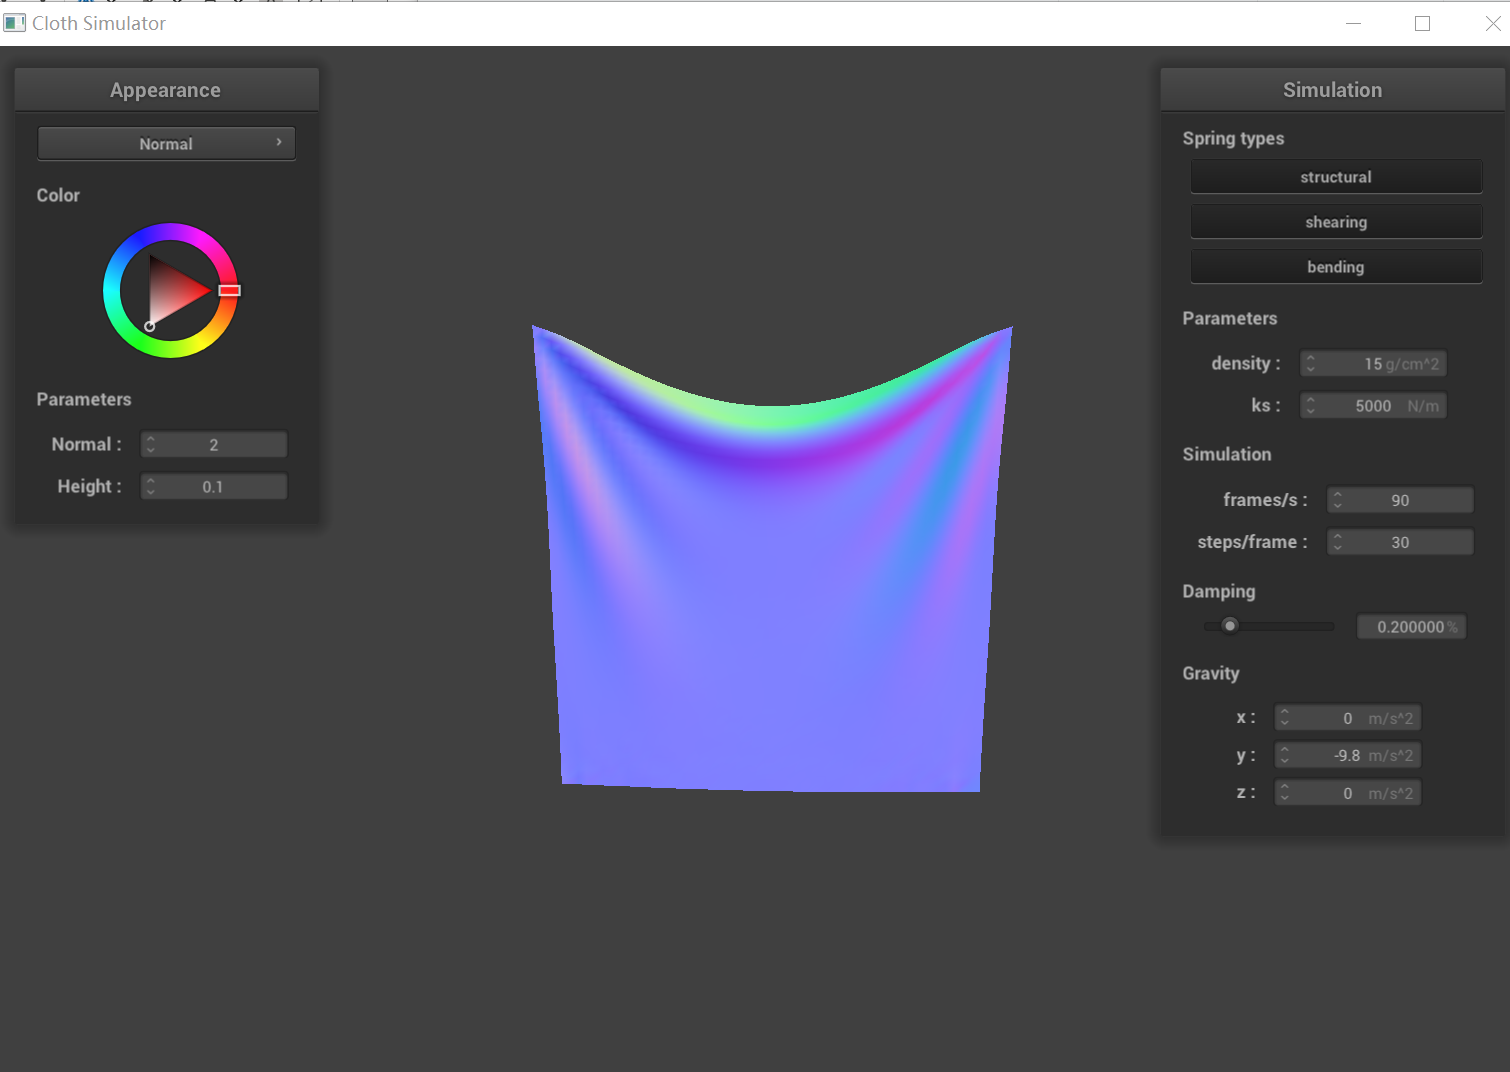 Cloth Simulator
Appearance
Normal
Color
Parameters
Normal : 2
Height : 0.1
Simulation
Spring types
structural
shearing
bending
Parameters
density : 15 g/cm^2
ks : 5000 N/m
Simulation
frames/s : 90
steps/frame : 30
Damping
0.200000 %
Gravity
x : 0 m/s^2
y : -9.8 m/s^2
z : 0 m/s^2